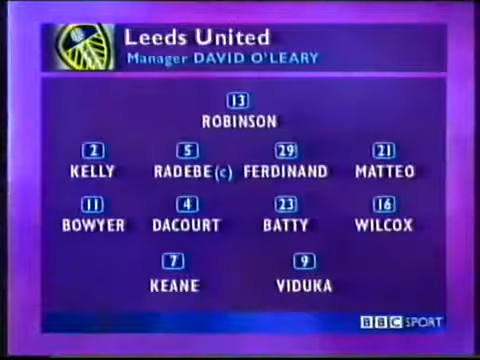 Leeds United
Manager DAVID O'LEARY
13
ROBINSON
2 5 29 21
KELLY RADEBE(c) FERDINAND MATTEO
11 4 23 16
BOWYER DACOURT BATTY WILCOX
7 9
KEANE VIDUKA
BBC SPORT